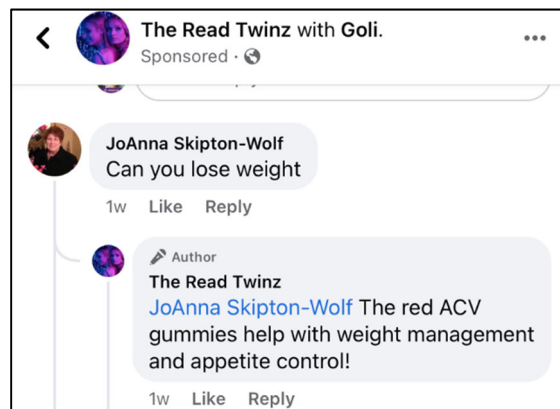 The Read Twinz with Goli.
Sponsored ·
JoAnna Skipton-Wolf
Can you lose weight
1w Like Reply
Author
The Read Twinz
JoAnna Skipton-Wolf The red ACV
gummies help with weight management
and appetite control!
1w Like Reply